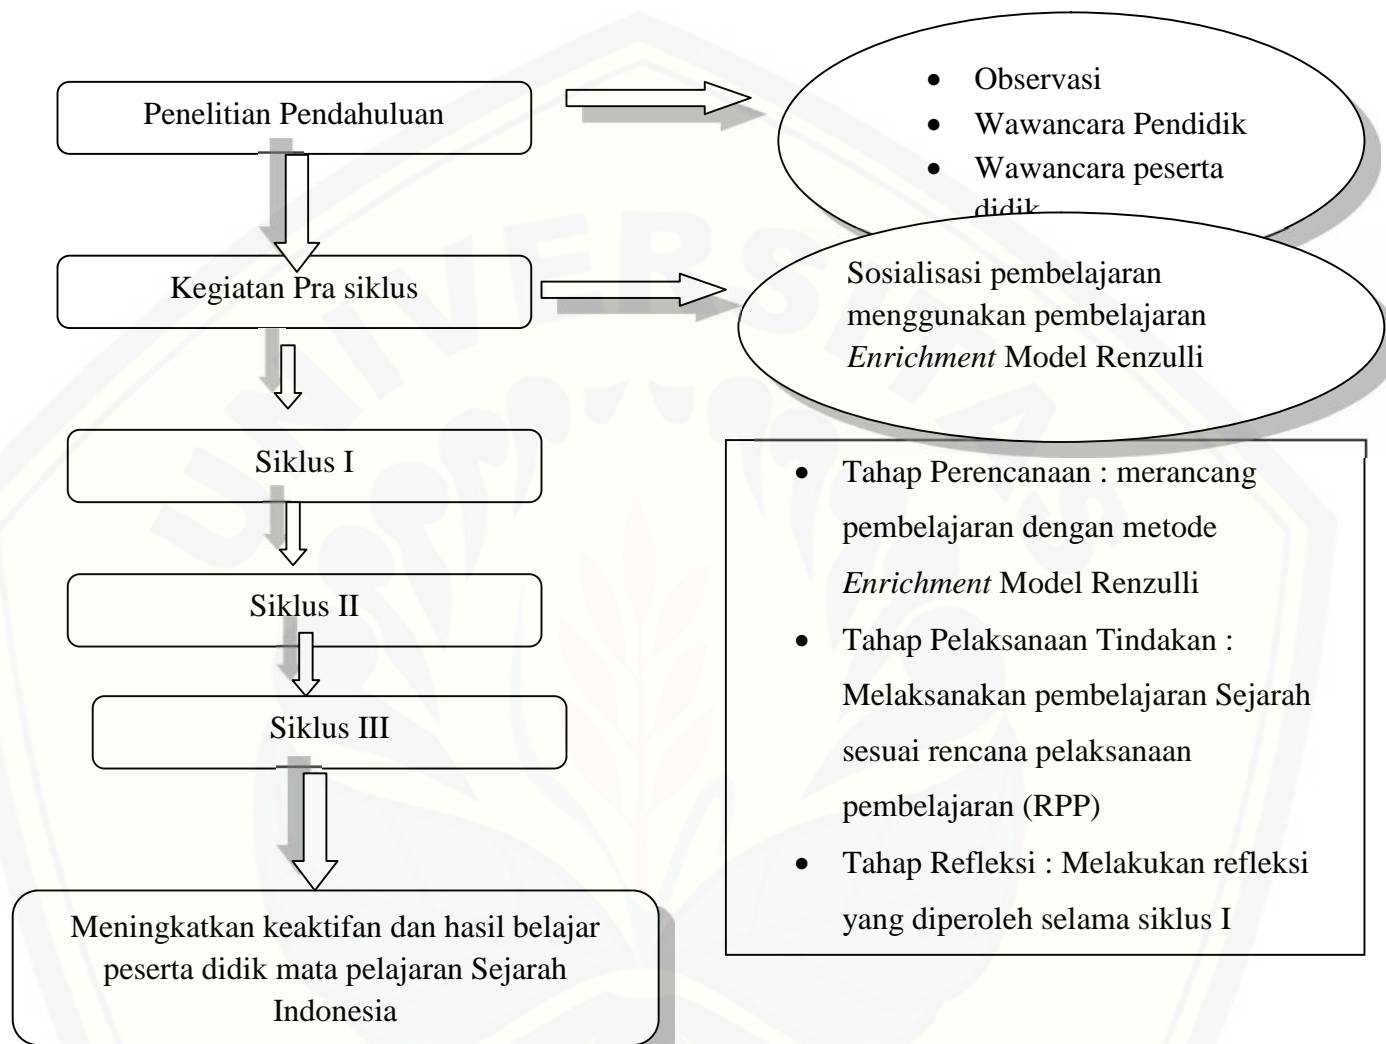 Penelitian Pendahuluan
• Observasi
• Wawancara Pendidik
• Wawancara peserta
didik
Kegiatan Pra siklus
Sosialisasi pembelajaran
menggunakan pembelajaran
Enrichment Model Renzulli
Siklus I
Siklus II
Siklus III
Meningkatkan keaktifan dan hasil belajar
peserta didik mata pelajaran Sejarah
Indonesia
• Tahap Perencanaan : merancang
pembelajaran dengan metode
Enrichment Model Renzulli
• Tahap Pelaksanaan Tindakan :
Melaksanakan pembelajaran Sejarah
sesuai rencana pelaksanaan
pembelajaran (RPP)
• Tahap Refleksi : Melakukan refleksi
yang diperoleh selama siklus I
UNIVERSITAS